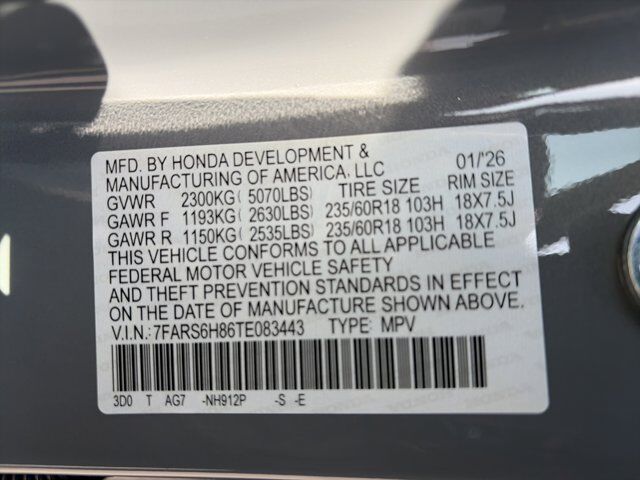 MFD. BY HONDA DEVELOPMENT &
MANUFACTURING OF AMERICA, LLC 01/'26
GVWR 2300KG ( 5070LBS) TIRE SIZE RIM SIZE
GAWR F 1193KG ( 2630LBS) 235/60R18 103H 18X7.5J
GAWR R 1150KG ( 2535LBS) 235/60R18 103H 18X7.5J
THIS VEHICLE CONFORMS TO ALL APPLICABLE
FEDERAL MOTOR VEHICLE SAFETY
AND THEFT PREVENTION STANDARDS IN EFFECT
ON THE DATE OF MANUFACTURE SHOWN ABOVE.
V.I.N.: 7FARS6H86TE083443 TYPE: MPV
3D0 T AG7 -NH912P -S -E